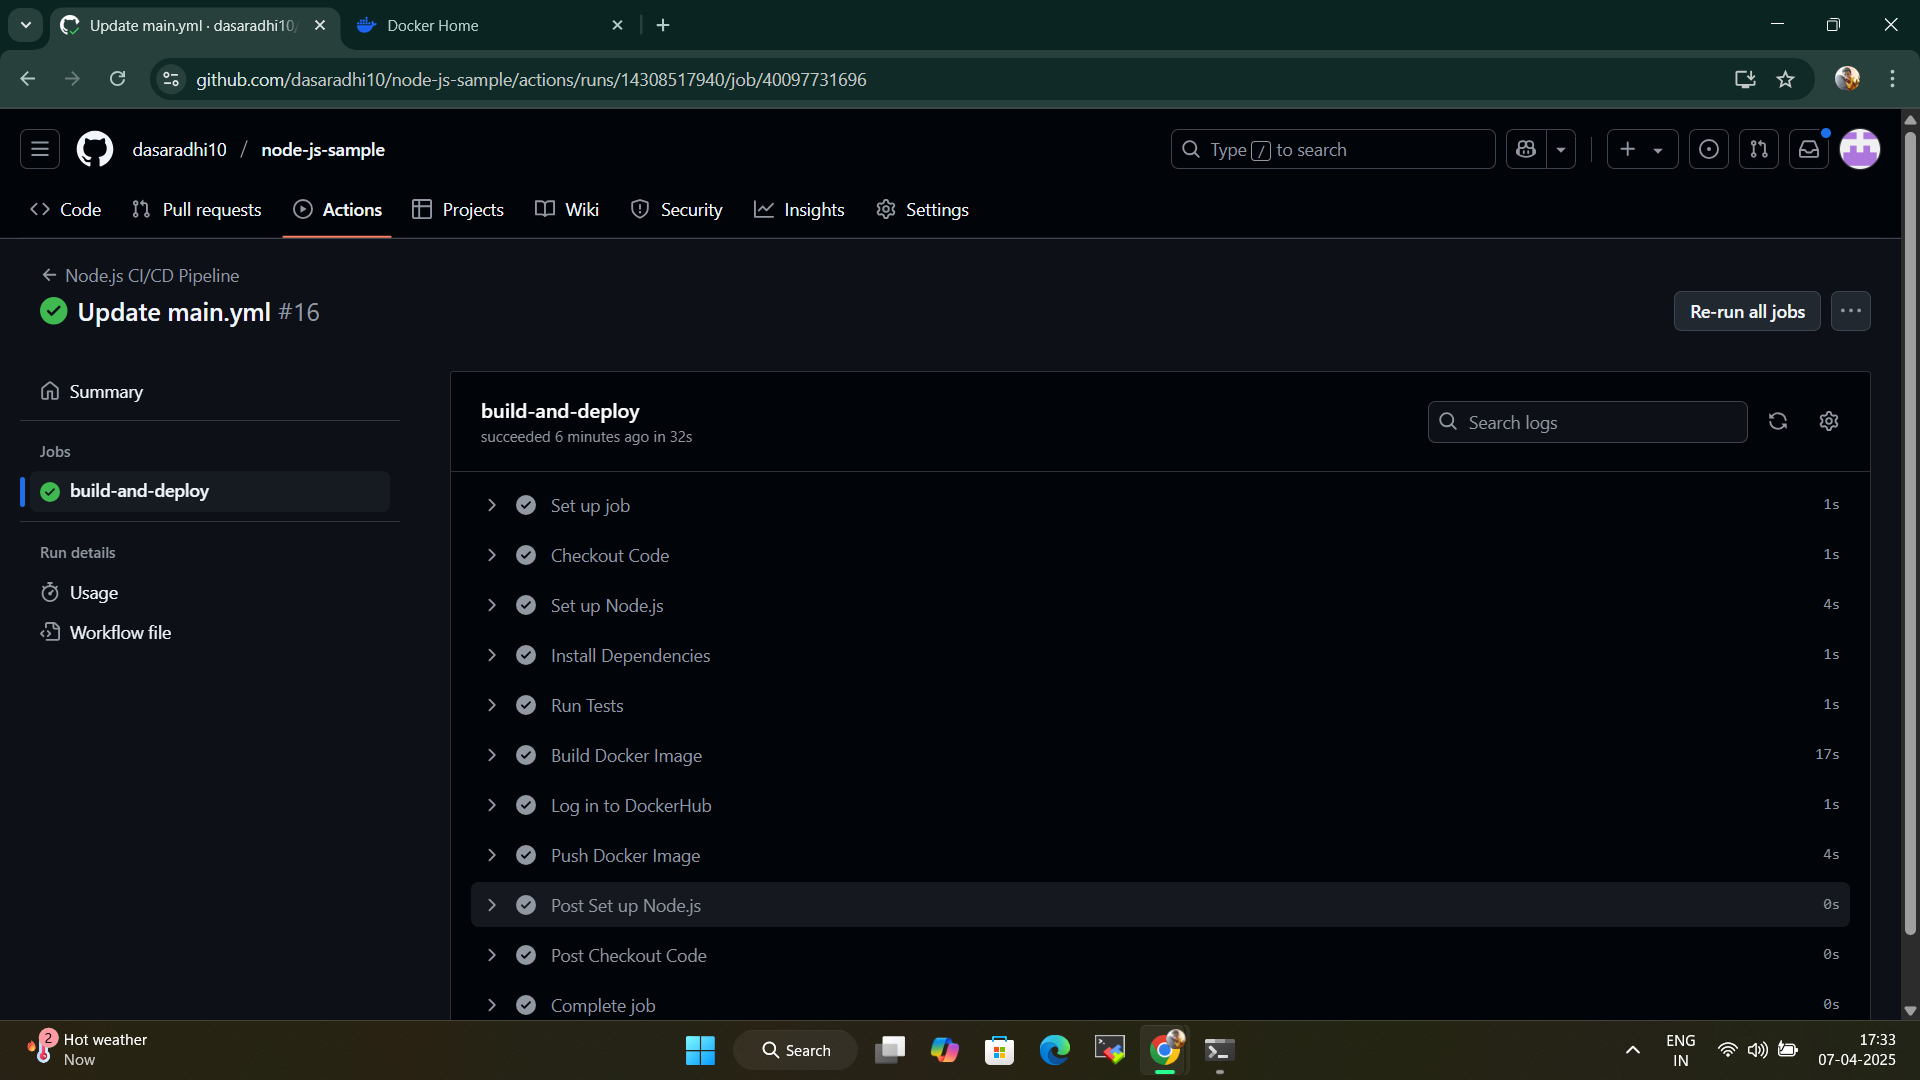 Update main.yml · dasaradhi10/
Docker Home
github.com/dasaradhi10/node-js-sample/actions/runs/14308517940/job/40097731696
dasaradhi10 / node-js-sample
Type / to search
Code
Pull requests
Actions
Projects
Wiki
Security
Insights
Settings
Node.js CI/CD Pipeline
Update main.yml #16
Re-run all jobs
Summary
Jobs
build-and-deploy
Run details
Usage
Workflow file
build-and-deploy
succeeded 6 minutes ago in 32s
Search logs
Set up job 1s
Checkout Code 1s
Set up Node.js 4s
Install Dependencies 1s
Run Tests 1s
Build Docker Image 17s
Log in to DockerHub 1s
Push Docker Image 4s
Post Set up Node.js 0s
Post Checkout Code 0s
Complete job 0s
2
Hot weather
Now
Search
ENG
IN
17:33
07-04-2025